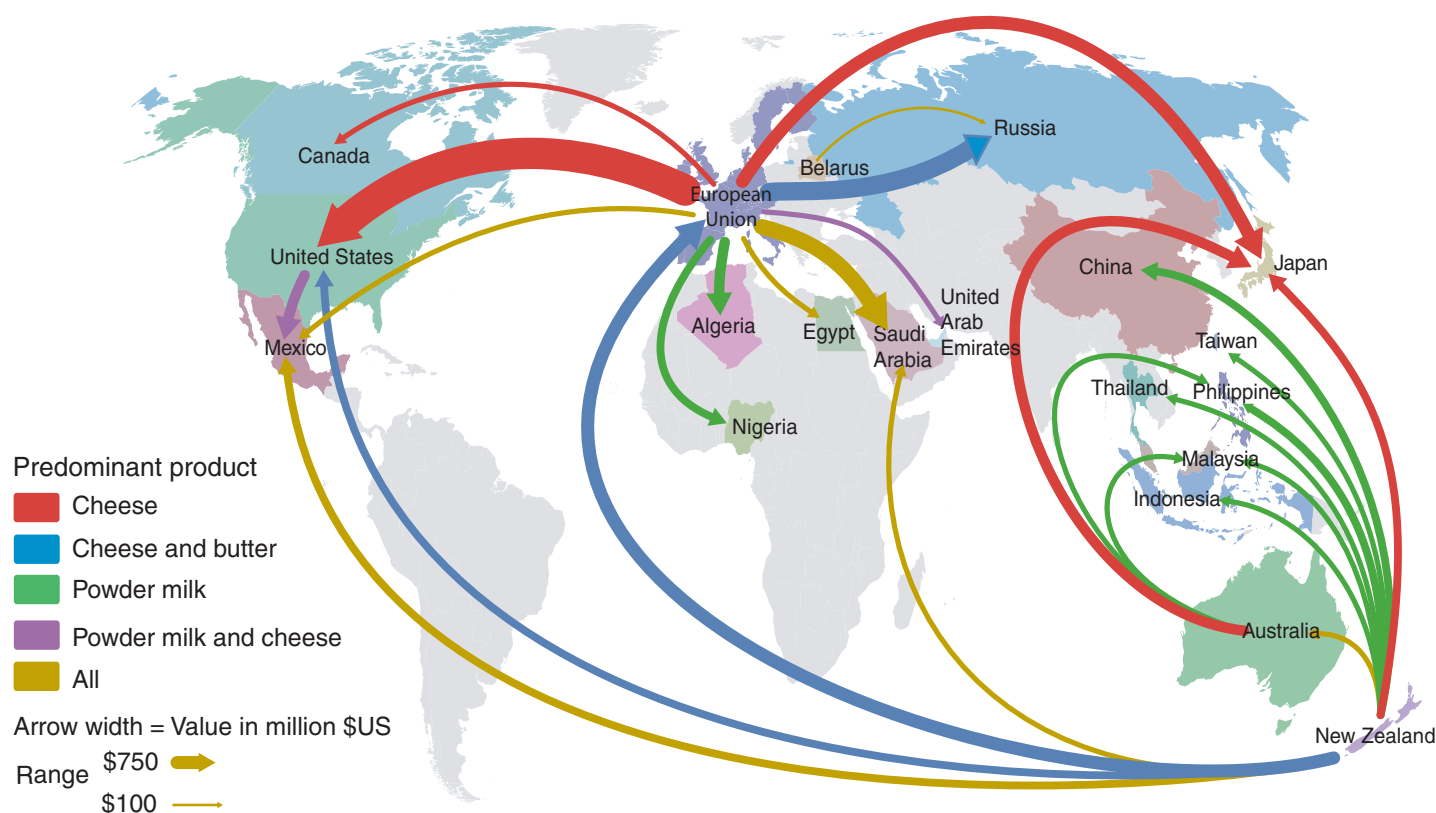 Canada
Russia
Belarus
European
Union
United States
China
Japan
United
Arab
Emirates
Algeria
Egypt
Saudi
Arabia
Mexico
Taiwan
Thailand
Philippines
Nigeria
Malaysia
Indonesia
Predominant product
Cheese
Cheese and butter
Powder milk
Powder milk and cheese
All
Australia
New Zealand
Arrow width = Value in million $US
Range
$750
$100